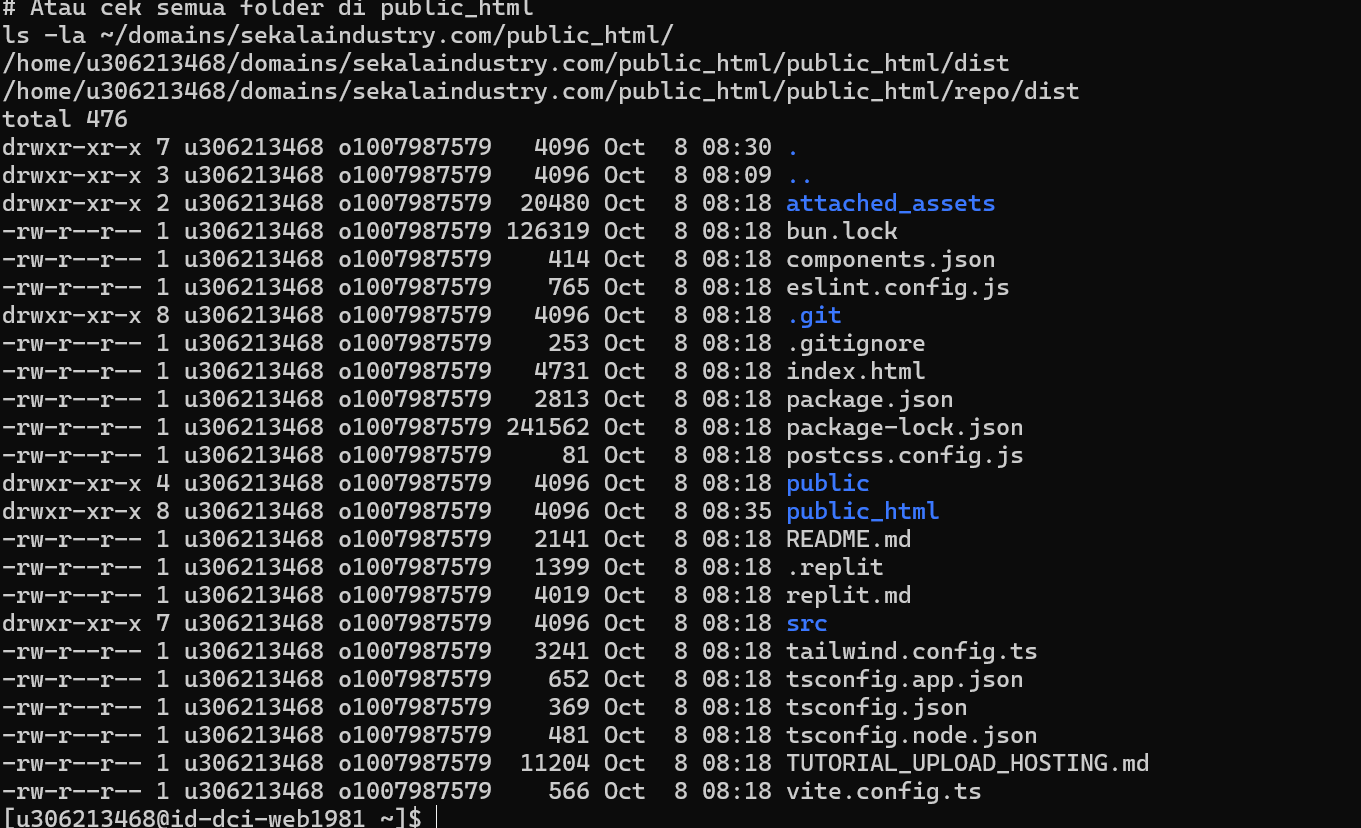 # Atau cek semua folder di public_html
ls -la ~/domains/sekalaindustry.com/public_html/
/home/u306213468/domains/sekalaindustry.com/public_html/public_html/dist
/home/u306213468/domains/sekalaindustry.com/public_html/public_html/repo/dist
total 476
drwxr-xr-x 7 u306213468 o1007987579   4096 Oct  8 08:30 .
drwxr-xr-x 3 u306213468 o1007987579   4096 Oct  8 08:09 ..
drwxr-xr-x 2 u306213468 o1007987579  20480 Oct  8 08:18 attached_assets
-rw-r--r-- 1 u306213468 o1007987579 126319 Oct  8 08:18 bun.lock
-rw-r--r-- 1 u306213468 o1007987579    414 Oct  8 08:18 components.json
-rw-r--r-- 1 u306213468 o1007987579    765 Oct  8 08:18 eslint.config.js
drwxr-xr-x 8 u306213468 o1007987579   4096 Oct  8 08:18 .git
-rw-r--r-- 1 u306213468 o1007987579    253 Oct  8 08:18 .gitignore
-rw-r--r-- 1 u306213468 o1007987579   4731 Oct  8 08:18 index.html
-rw-r--r-- 1 u306213468 o1007987579   2813 Oct  8 08:18 package.json
-rw-r--r-- 1 u306213468 o1007987579 241562 Oct  8 08:18 package-lock.json
-rw-r--r-- 1 u306213468 o1007987579     81 Oct  8 08:18 postcss.config.js
drwxr-xr-x 4 u306213468 o1007987579   4096 Oct  8 08:18 public
drwxr-xr-x 8 u306213468 o1007987579   4096 Oct  8 08:35 public_html
-rw-r--r-- 1 u306213468 o1007987579   2141 Oct  8 08:18 README.md
-rw-r--r-- 1 u306213468 o1007987579   1399 Oct  8 08:18 .replit
-rw-r--r-- 1 u306213468 o1007987579   4019 Oct  8 08:18 replit.md
drwxr-xr-x 7 u306213468 o1007987579   4096 Oct  8 08:18 src
-rw-r--r-- 1 u306213468 o1007987579   3241 Oct  8 08:18 tailwind.config.ts
-rw-r--r-- 1 u306213468 o1007987579    652 Oct  8 08:18 tsconfig.app.json
-rw-r--r-- 1 u306213468 o1007987579    369 Oct  8 08:18 tsconfig.json
-rw-r--r-- 1 u306213468 o1007987579    481 Oct  8 08:18 tsconfig.node.json
-rw-r--r-- 1 u306213468 o1007987579  11204 Oct  8 08:18 TUTORIAL_UPLOAD_HOSTING.md
-rw-r--r-- 1 u306213468 o1007987579    566 Oct  8 08:18 vite.config.ts
[u306213468@id-dci-web1981 ~]$